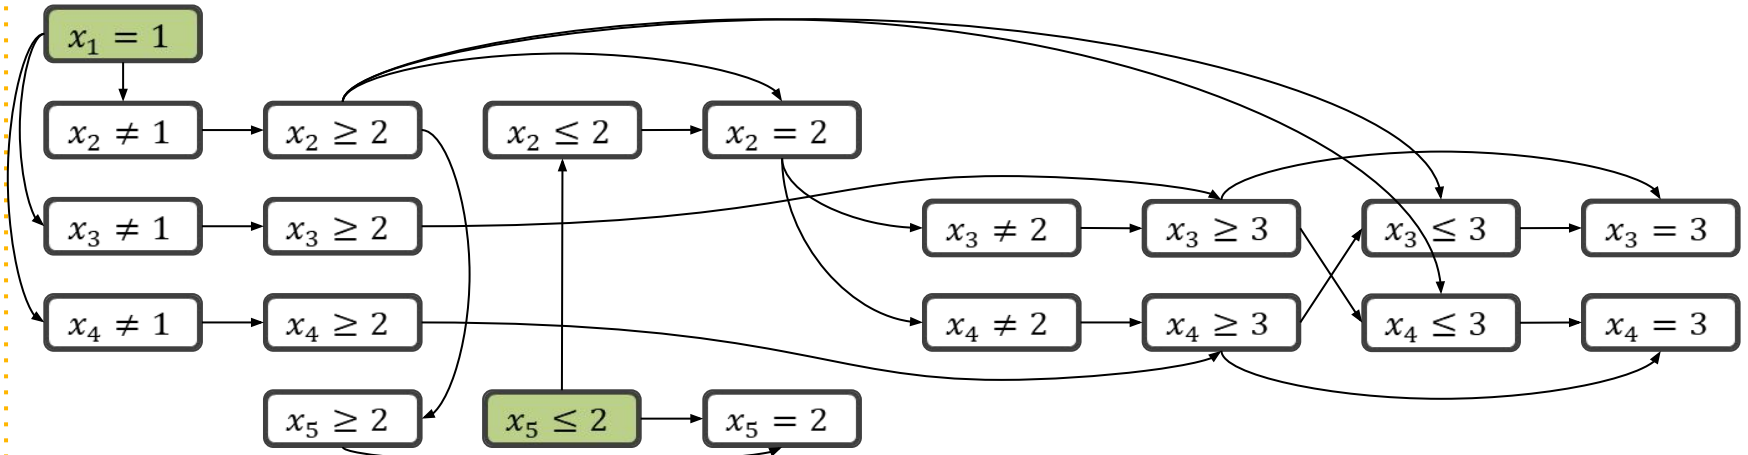 x₁ = 1
x₂ ≠ 1 x₂ ≥ 2 x₂ ≤ 2 x₂ = 2
x₃ ≠ 1 x₃ ≥ 2 x₃ ≠ 2 x₃ ≥ 3 x₃ ≤ 3 x₃ = 3
x₄ ≠ 1 x₄ ≥ 2 x₄ ≠ 2 x₄ ≥ 3 x₄ ≤ 3 x₄ = 3
x₅ ≥ 2 x₅ ≤ 2 x₅ = 2